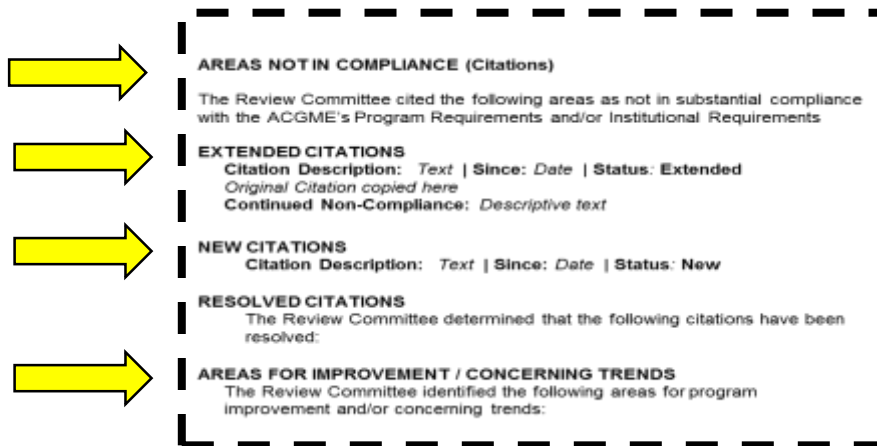 AREAS NOT IN COMPLIANCE (Citations)
The Review Committee cited the following areas as not in substantial compliance
with the ACGME's Program Requirements and/or Institutional Requirements
EXTENDED CITATIONS
Citation Description: Text | Since: Date | Status: Extended
Original Citation copied here
Continued Non-Compliance: Descriptive text
NEW CITATIONS
Citation Description: Text | Since: Date | Status: New
RESOLVED CITATIONS
The Review Committee determined that the following citations have been
resolved:
AREAS FOR IMPROVEMENT / CONCERNING TRENDS
The Review Committee identified the following areas for program
improvement and/or concerning trends: